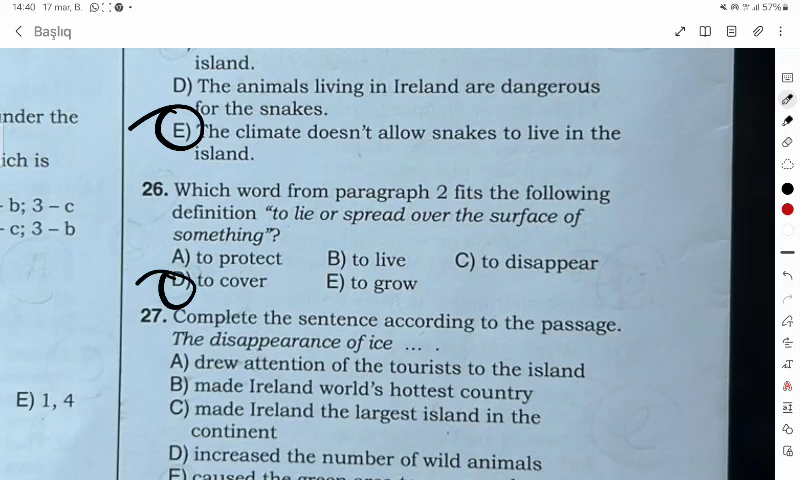 14:40 17 mar, B.
57%
Başlıq
island.
D) The animals living in Ireland are dangerous
for the snakes.
E) The climate doesn't allow snakes to live in the
island.
nder the
ich is
b; 3 – c
c; 3 – b
E) 1, 4
26. Which word from paragraph 2 fits the following
definition "to lie or spread over the surface of
something"?
A) to protect B) to live C) to disappear
D) to cover E) to grow
27. Complete the sentence according to the passage.
The disappearance of ice ... .
A) drew attention of the tourists to the island
B) made Ireland world's hottest country
C) made Ireland the largest island in the
continent
D) increased the number of wild animals
E) caused the green